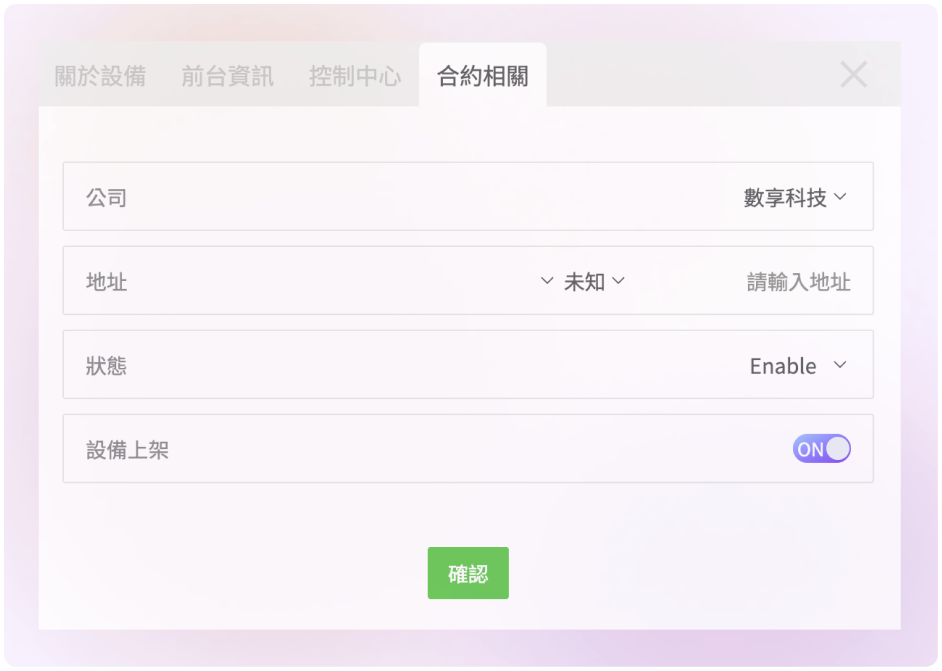 關於設備 前台資訊 控制中心 合約相關
公司 數享科技
地址 未知 請輸入地址
狀態 Enable
設備上架 ON
確認